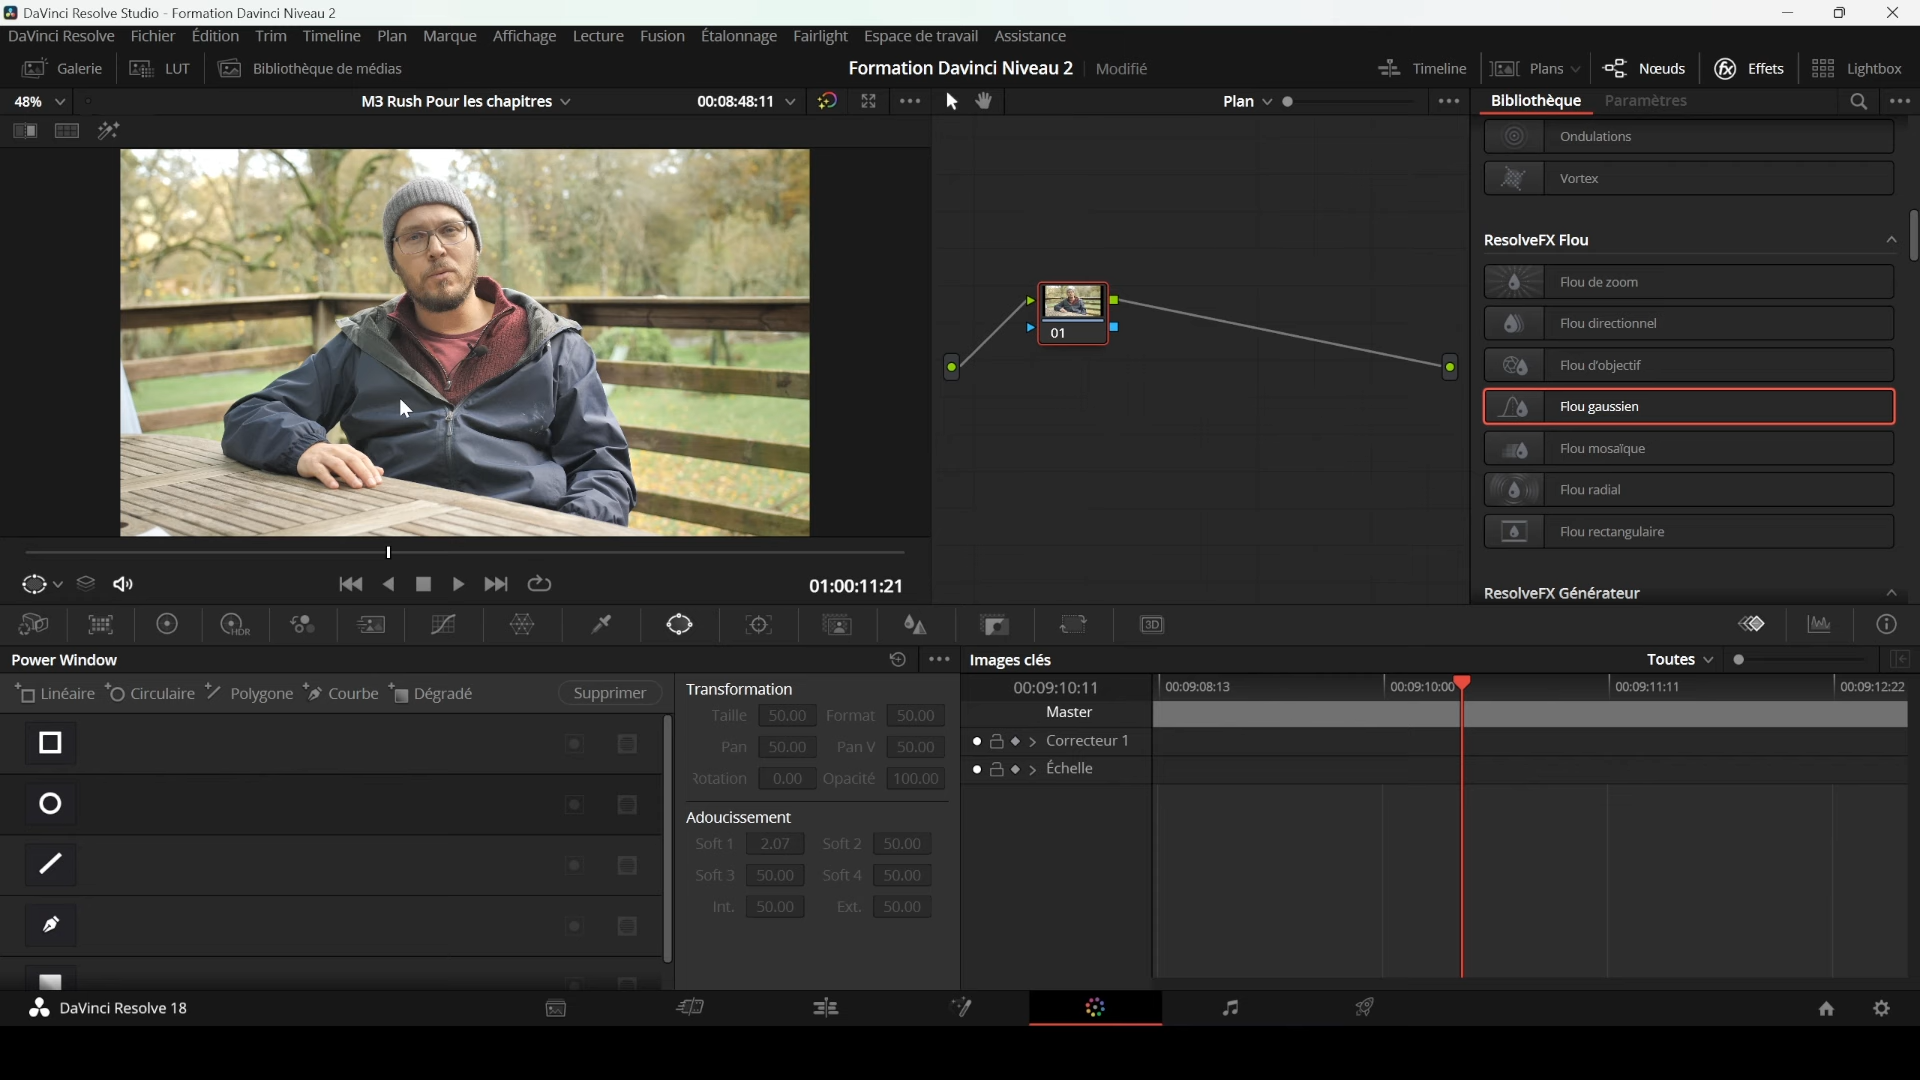 DaVinci Resolve Studio - Formation Davinci Niveau 2
DaVinci Resolve Fichier Édition Trim Timeline Plan Marque Affichage Lecture Fusion Étalonnage Fairlight Espace de travail Assistance
Galerie LUT Bibliothèque de médias Formation Davinci Niveau 2 Modifié Timeline Plans Nœuds Effets Lightbox
48% M3 Rush Pour les chapitres 00:08:48:11 Plan Bibliothèque Paramètres
Ondulations
Vortex
ResolveFX Flou
Flou de zoom
Flou directionnel
Flou d'objectif
Flou gaussien
Flou mosaïque
Flou radial
Flou rectangulaire
ResolveFX Générateur
01
01:00:11:21
HDR
3D
Power Window
Linéaire Circulaire Polygone Courbe Dégradé Supprimer
Transformation
Taille 50.00 Format 50.00
Pan 50.00 Pan V 50.00
Rotation 0.00 Opacité 100.00
Adoucissement
Soft 1 2.07 Soft 2 50.00
Soft 3 50.00 Soft 4 50.00
Int. 50.00 Ext. 50.00
Images clés Toutes
00:09:10:11 00:09:08:13 00:09:10:00 00:09:11:11 00:09:12:22
Master
Correcteur 1
Échelle
DaVinci Resolve 18